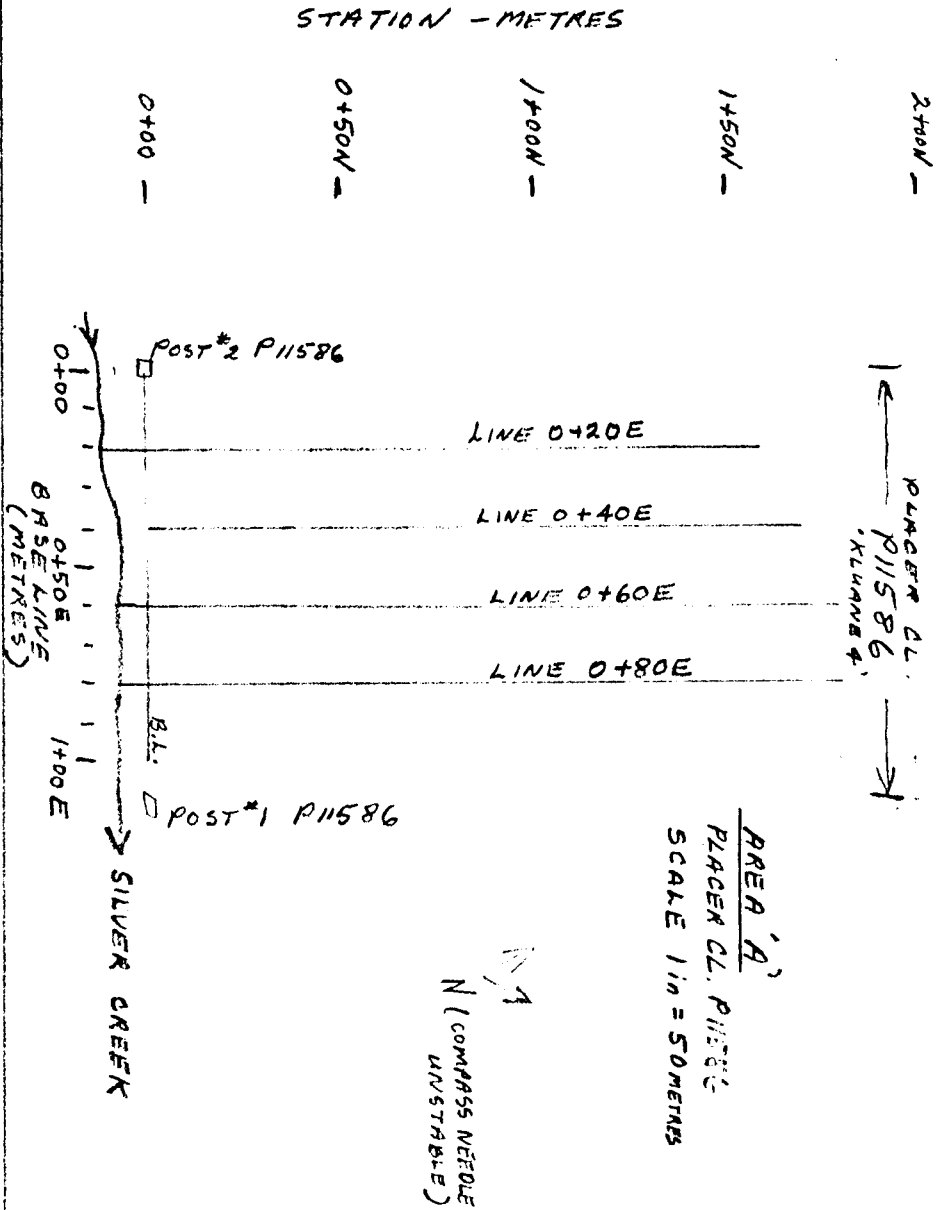 STATION - METRES
0+00 -
0+50N -
1+00N -
1+50N -
2+00N -
POST #2 P11586
LINE 0+20E
LINE 0+40E
LINE 0+60E
LINE 0+80E
B.L.
POST #1 P11586
0+00
0+50E
1+00E
BASE LINE
(METRES)
SILVER CREEK
PLACER CL.
P11586
'KLUANE 4'
AREA 'A'
PLACER CL.
SCALE 1 in = 50 METRES
N (COMPASS NEEDLE
UNSTABLE)